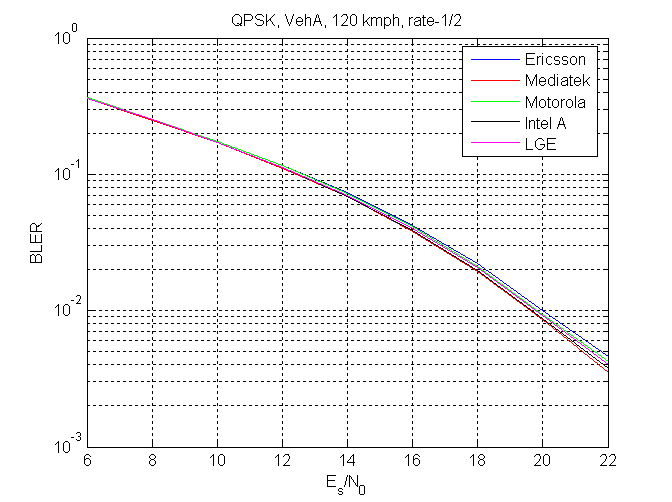 QPSK, VehA, 120 kmph, rate-1/2
10^0
10^-1
10^-2
10^-3
BLER
Ericsson
Mediatek
Motorola
Intel A
LGE
6 8 10 12 14 16 18 20 22
E_s/N_0